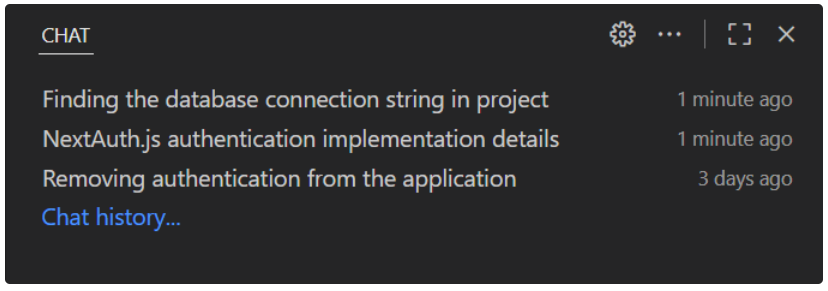 CHAT
Finding the database connection string in project 1 minute ago
NextAuth.js authentication implementation details 1 minute ago
Removing authentication from the application 3 days ago
Chat history...